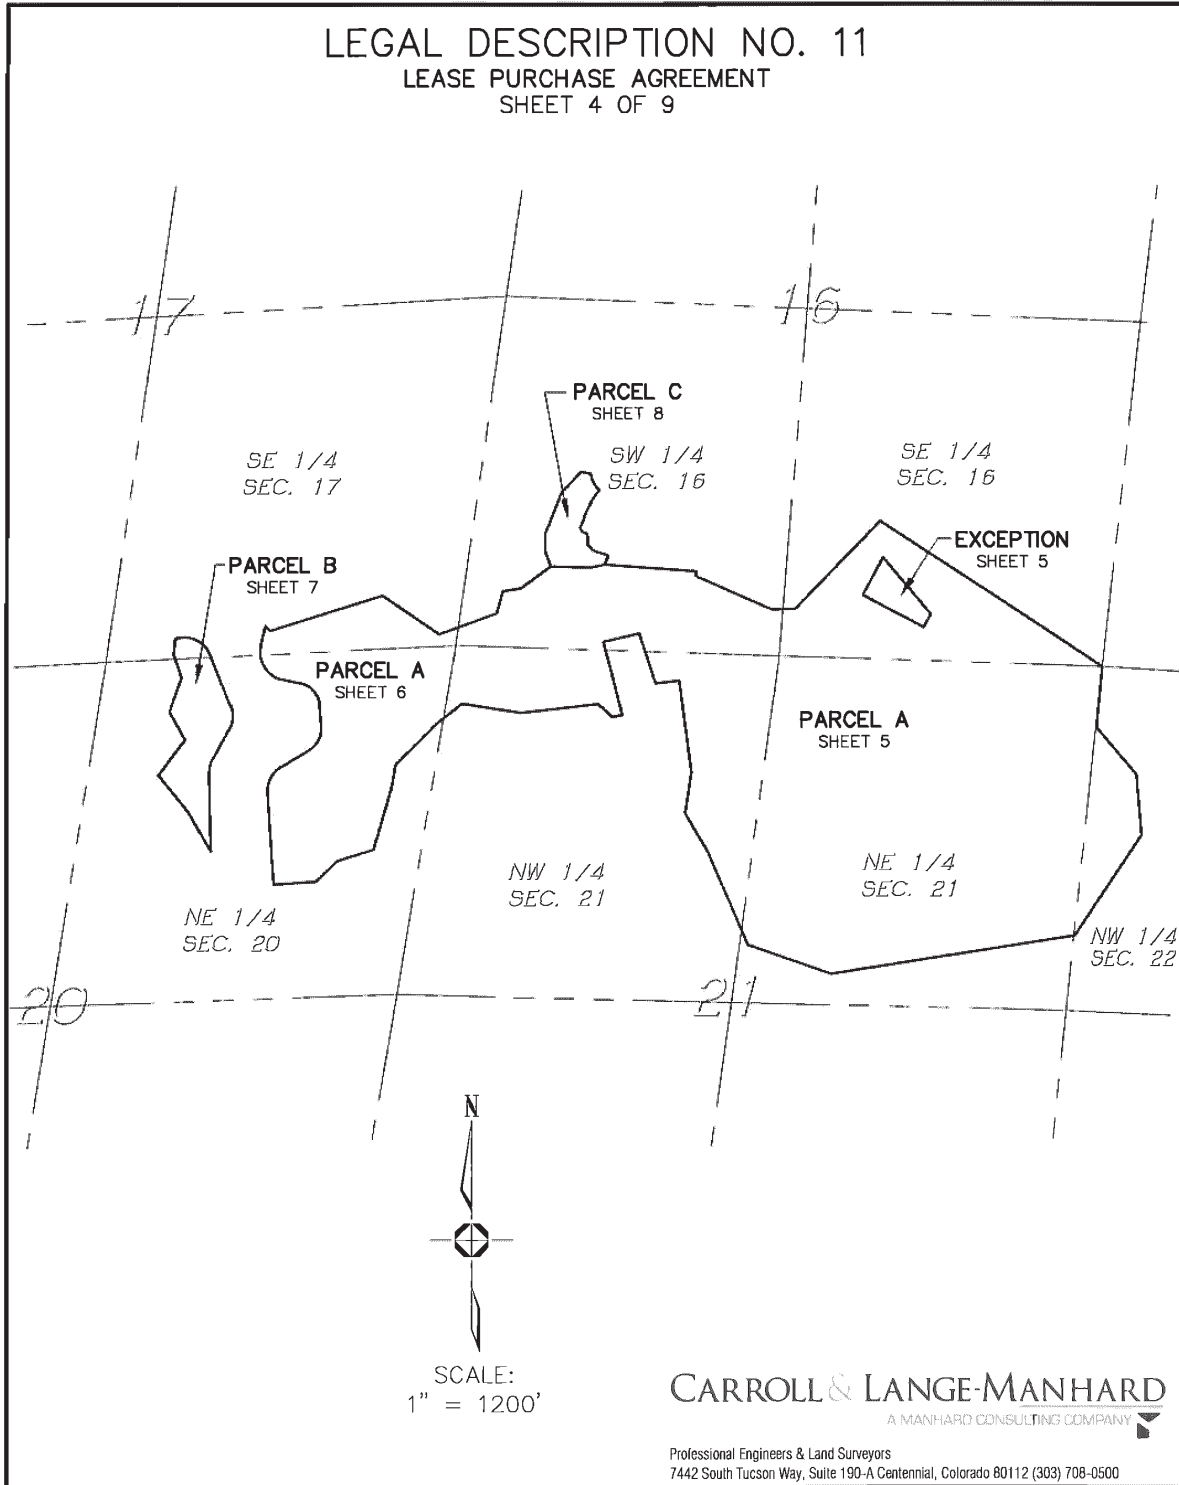 LEGAL DESCRIPTION NO. 11
LEASE PURCHASE AGREEMENT
SHEET 4 OF 9
17
16
PARCEL C
SHEET 8
SE 1/4
SEC. 17
SW 1/4
SEC. 16
SE 1/4
SEC. 16
PARCEL B
SHEET 7
EXCEPTION
SHEET 5
PARCEL A
SHEET 6
PARCEL A
SHEET 5
NW 1/4
SEC. 21
NE 1/4
SEC. 21
NE 1/4
SEC. 20
NW 1/4
SEC. 22
20
21
N
SCALE:
1" = 1200'
CARROLL & LANGE-MANHARD
A MANHARD CONSULTING COMPANY
Professional Engineers & Land Surveyors
7442 South Tucson Way, Suite 190-A Centennial, Colorado 80112 (303) 708-0500